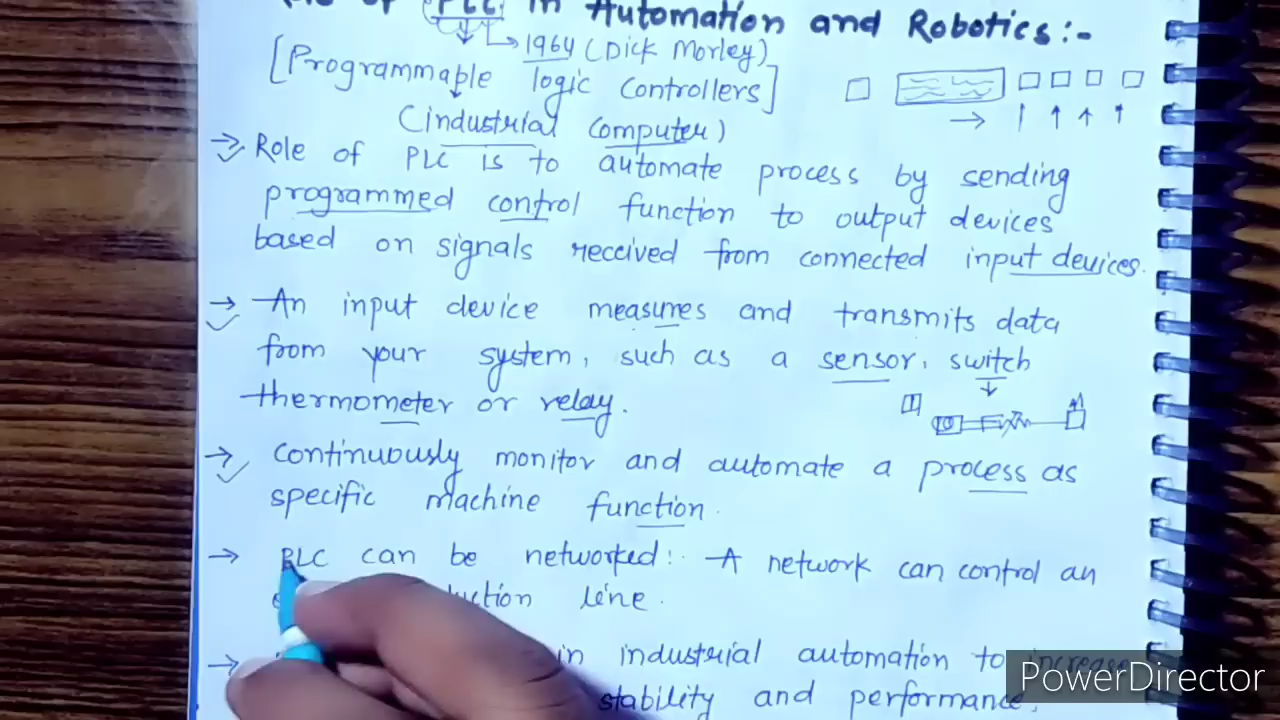 of PLC in Automation and Robotics:-
→ 1964 (Dick Morley)
[Programmable logic Controllers]
(industrial Computer)
→ Role of PLC is to automate process by sending
programmed control function to output devices
based on signals received from connected input devices.
→ An input device measures and transmits data
from your system, such as a sensor, switch
thermometer or relay.
→ Continuously monitor and automate a process as
specific machine function.
→ PLC can be networked:. A network can control an
line.
→ in industrial automation to increase
stability and performance.
PowerDirector